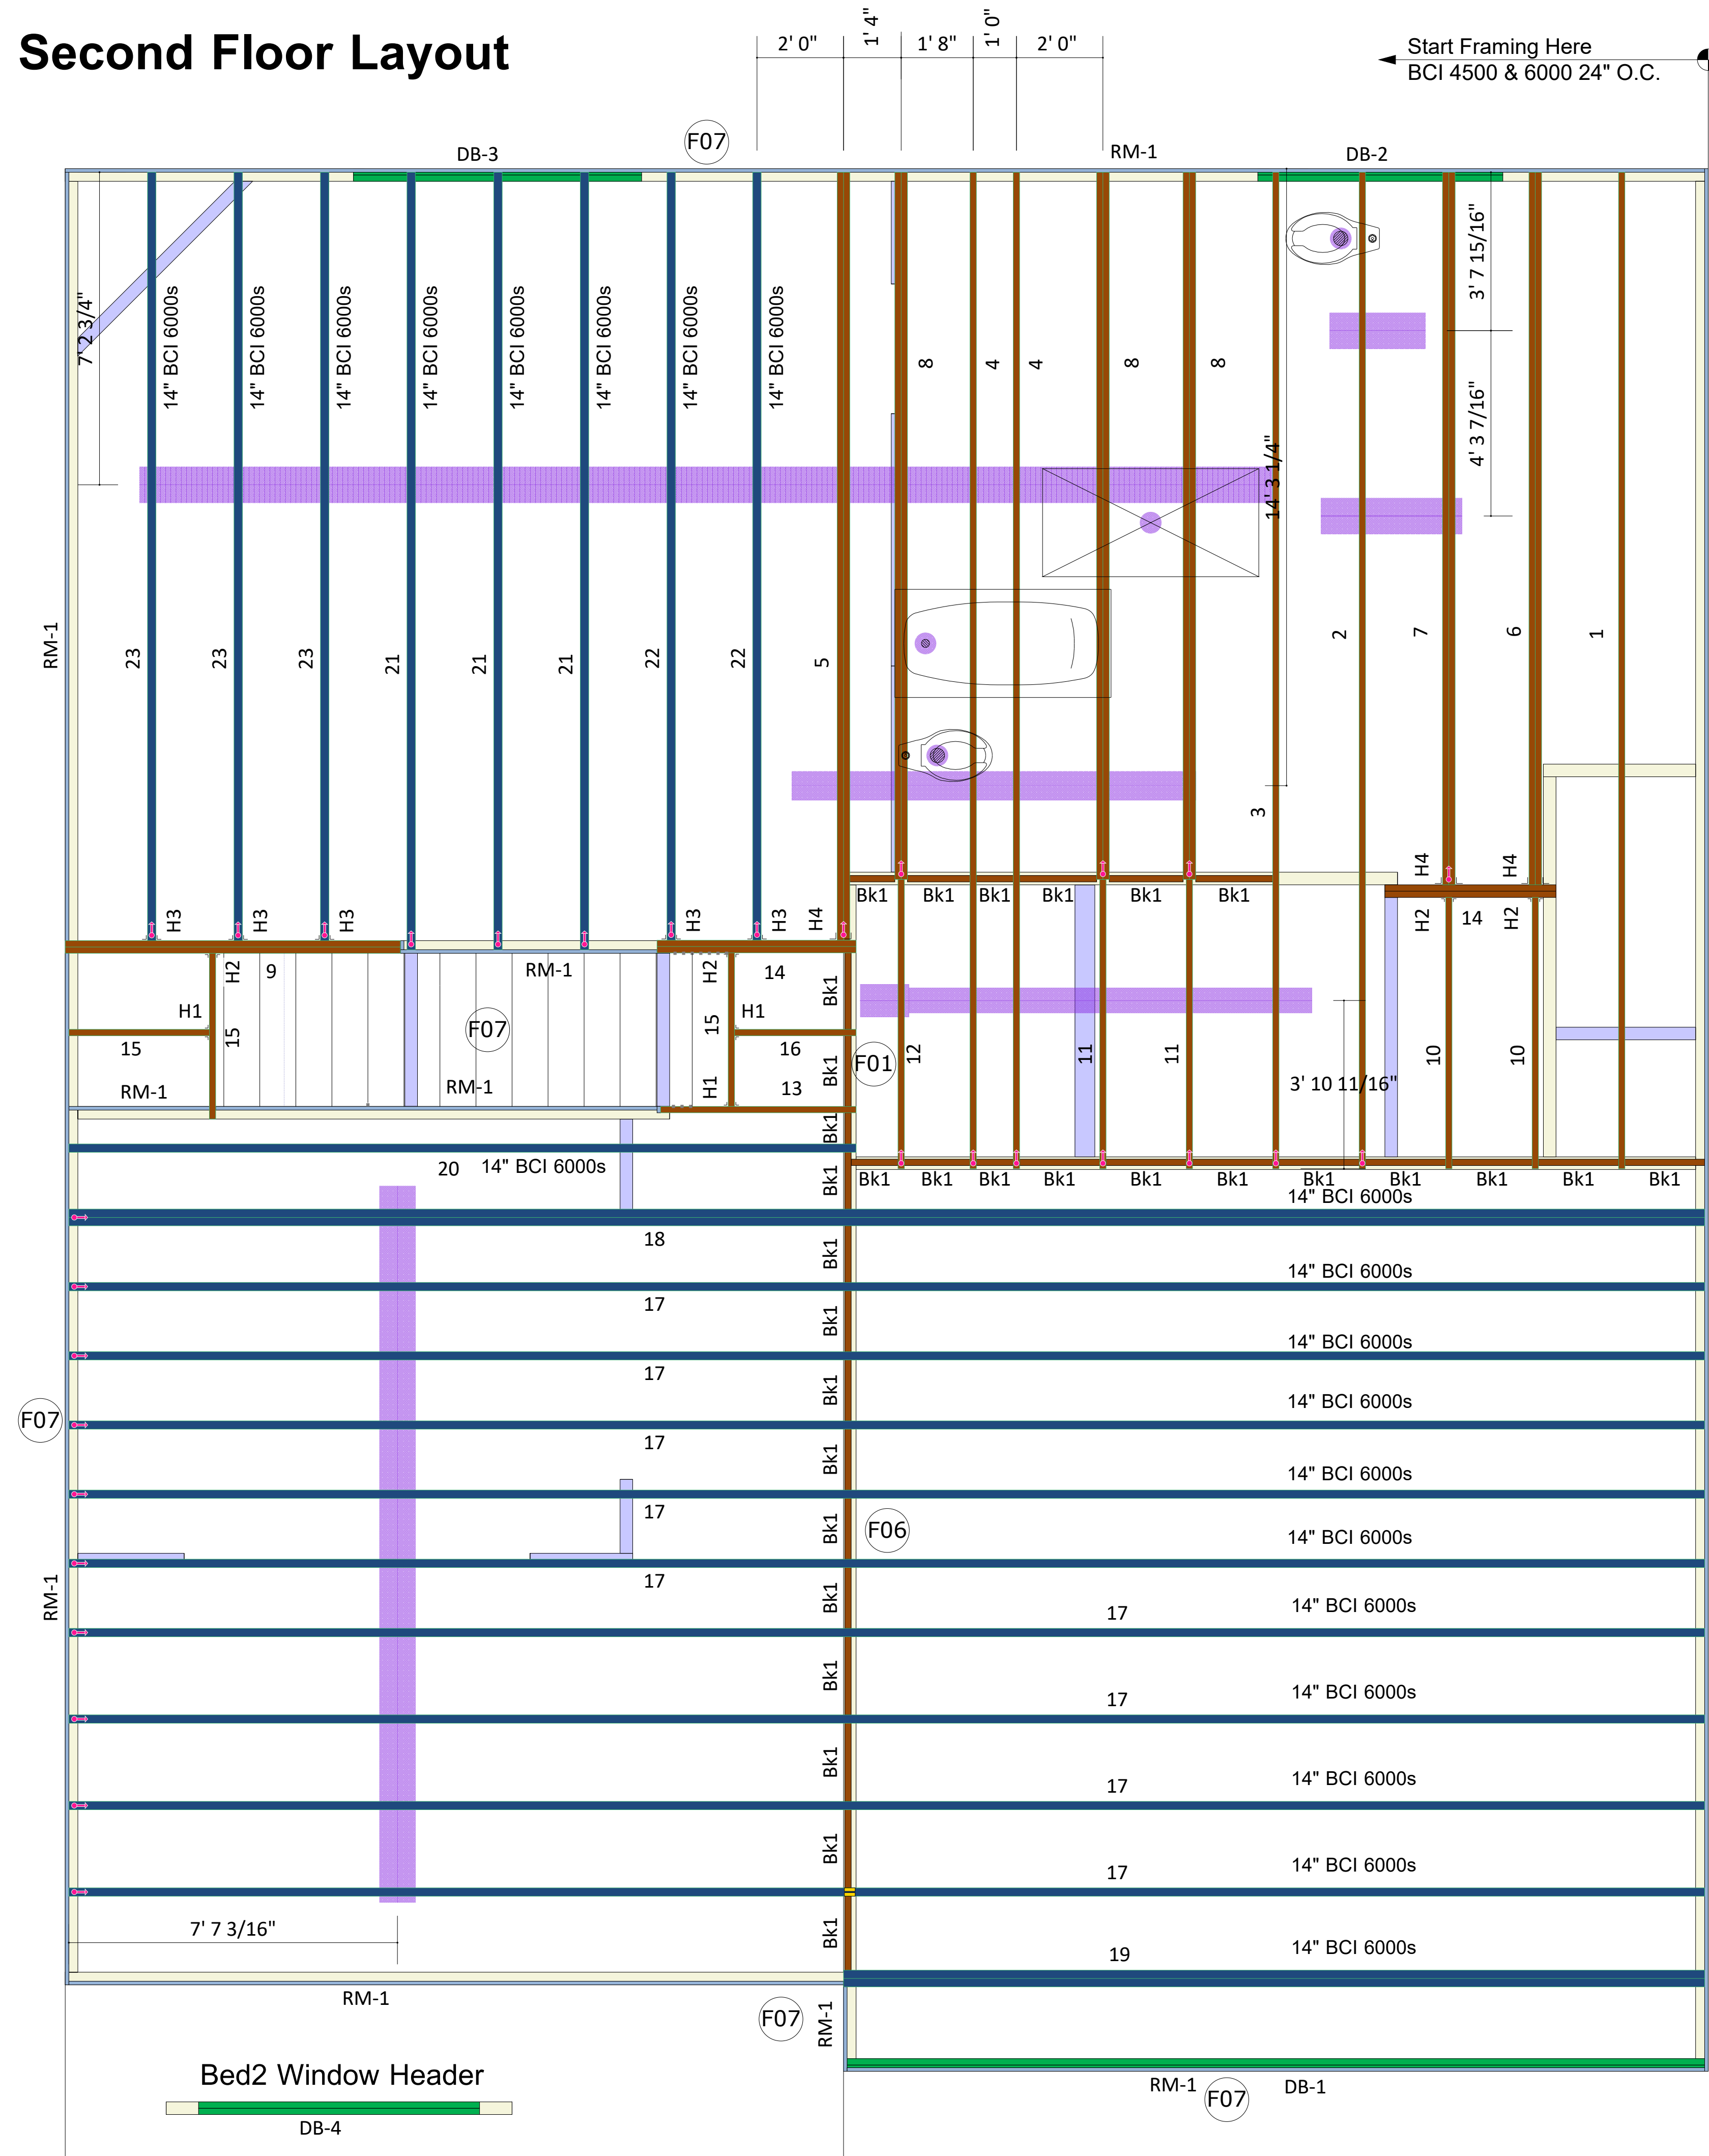 Second Floor Layout
2' 0"
1' 4"
1' 8"
1' 0"
2' 0"
Start Framing Here
BCI 4500 & 6000 24" O.C.
F07
DB-3
RM-1
DB-2
7' 2 3/4"
14" BCI 6000s
14" BCI 6000s
14" BCI 6000s
14" BCI 6000s
14" BCI 6000s
14" BCI 6000s
14" BCI 6000s
14" BCI 6000s
8
4
4
8
8
3' 7 15/16"
4' 3 7/16"
14' 3 1/4"
RM-1
23
23
23
21
21
21
22
22
5
2
7
6
1
3
H3
H3
H3
H3
H3
H4
Bk1
Bk1
Bk1
Bk1
Bk1
Bk1
H4
H4
H2
14
H2
H2
9
RM-1
H2
14
Bk1
H1
15
F07
15
H1
15
16
Bk1
F01
12
11
11
10
10
RM-1
RM-1
H1
13
3' 10 11/16"
Bk1
20
14" BCI 6000s
Bk1
Bk1
Bk1
Bk1
Bk1
Bk1
Bk1
Bk1
Bk1
Bk1
Bk1
Bk1
14" BCI 6000s
18
Bk1
14" BCI 6000s
17
Bk1
14" BCI 6000s
17
Bk1
14" BCI 6000s
F07
17
Bk1
14" BCI 6000s
17
Bk1
F06
14" BCI 6000s
17
RM-1
Bk1
17
14" BCI 6000s
Bk1
17
14" BCI 6000s
Bk1
17
14" BCI 6000s
Bk1
17
14" BCI 6000s
7' 7 3/16"
Bk1
19
14" BCI 6000s
RM-1
F07
RM-1
Bed2 Window Header
DB-4
RM-1
F07
DB-1